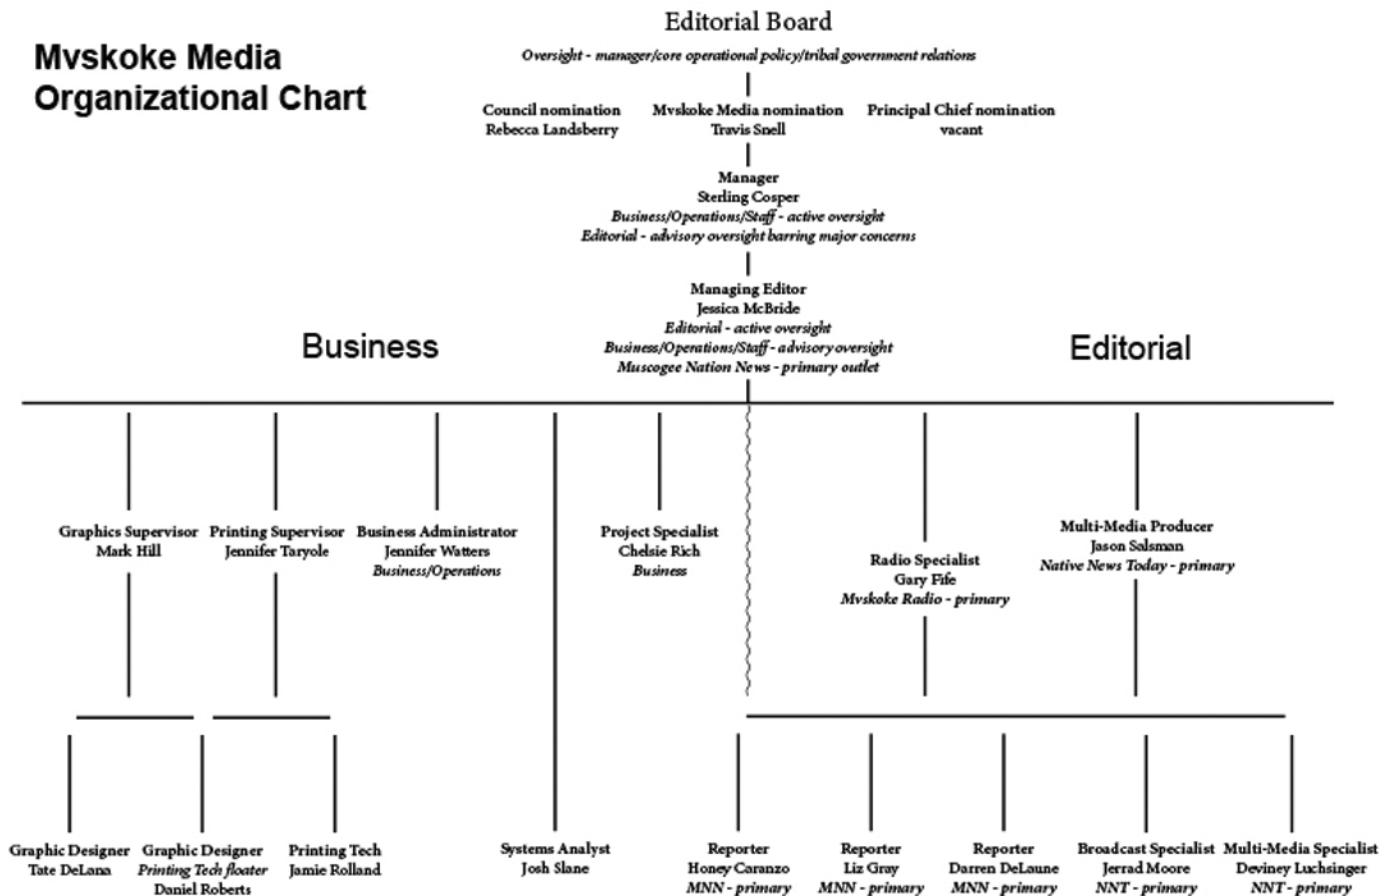 Mvskoke Media
Organizational Chart
Editorial Board
Oversight - manager/core operational policy/tribal government relations
Council nomination
Rebecca Landsberry
Mvskoke Media nomination
Travis Snell
Principal Chief nomination
vacant
Manager
Sterling Cosper
Business/Operations/Staff - active oversight
Editorial - advisory oversight barring major concerns
Managing Editor
Jessica McBride
Editorial - active oversight
Business/Operations/Staff - advisory oversight
Muscogee Nation News - primary outlet
Business
Editorial
Graphics Supervisor
Mark Hill
Printing Supervisor
Jennifer Taryole
Business Administrator
Jennifer Watters
Business/Operations
Project Specialist
Chelsie Rich
Business
Radio Specialist
Gary Fife
Mvskoke Radio - primary
Multi-Media Producer
Jason Salsman
Native News Today - primary
Graphic Designer
Tate DeLana
Graphic Designer
Printing Tech floater
Daniel Roberts
Printing Tech
Jamie Rolland
Systems Analyst
Josh Slane
Reporter
Honey Caranzo
MNN - primary
Reporter
Liz Gray
MNN - primary
Reporter
Darren DeLaune
MNN - primary
Broadcast Specialist
Jerrad Moore
NNT - primary
Multi-Media Specialist
Deviney Luchsinger
NNT - primary